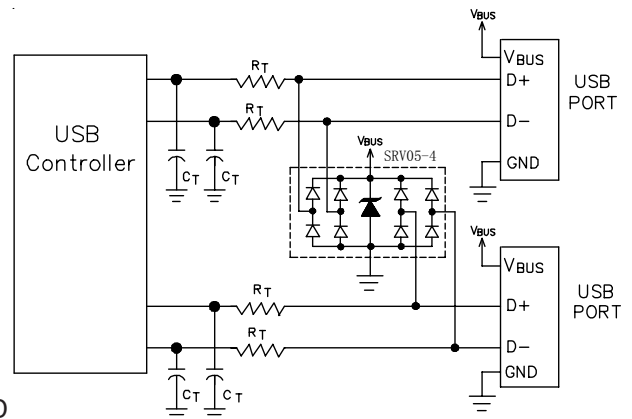 VBUS
VBUS
RT
D+
USB
PORT
RT
D-
USB
Controller
VBUS
SRV05-4
GND
CT
CT
VBUS
VBUS
RT
D+
USB
PORT
RT
D-
GND
CT
CT